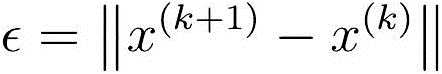 ϵ = ‖x^{(k+1)} − x^{(k)}‖